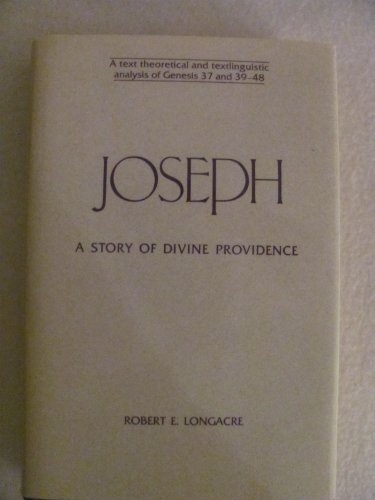 A text theoretical and textlinguistic
analysis of Genesis 37 and 39–48
JOSEPH
A STORY OF DIVINE PROVIDENCE
ROBERT E. LONGACRE